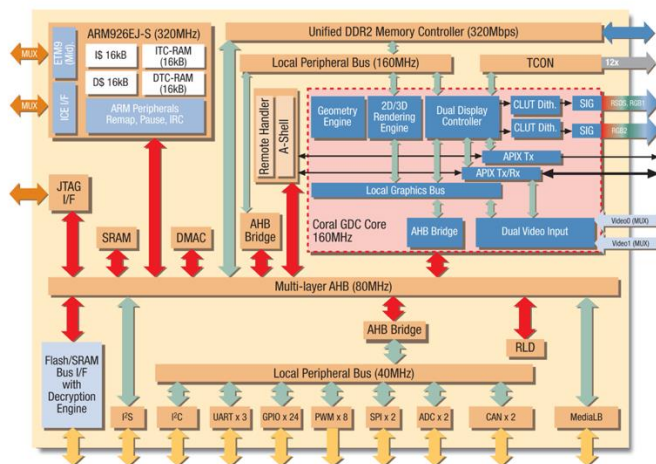 ARM926EJ-S (320MHz)
MUX
ETM9 (Mid).
I$ 16kB
ITC-RAM
(16kB)
D$ 16kB
DTC-RAM
(16kB)
MUX
ICE I/F
ARM Peripherals
Remap, Pause, IRC
Unified DDR2 Memory Controller (320Mbps)
Local Peripheral Bus (160MHz)
TCON
12x
Remote Handler
A-Shell
Geometry
Engine
2D/3D
Rendering
Engine
Dual Display
Controller
CLUT Dith.
SIG
RSDS, RGB1
CLUT Dith.
SIG
RGB2
APIX Tx
APIX Tx/Rx
Local Graphics Bus
Coral GDC Core
160MHz
AHB Bridge
Dual Video Input
Video0 (MUX)
Video1 (MUX)
JTAG
I/F
SRAM
DMAC
AHB
Bridge
Multi-layer AHB (80MHz)
Flash/SRAM
Bus I/F
with
Decryption
Engine
AHB Bridge
RLD
Local Peripheral Bus (40MHz)
I²S
I²C
UART x 3
GPIO x 24
PWM x 8
SPI x 2
ADC x 2
CAN x 2
MediaLB